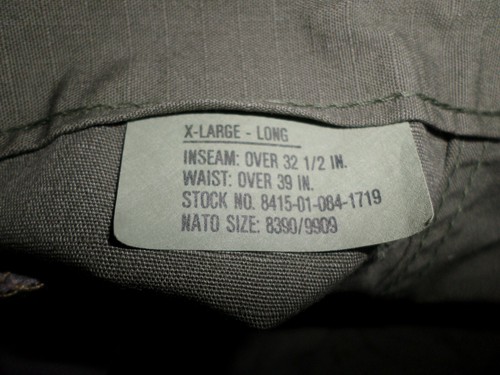 X-LARGE - LONG
INSEAM: OVER 32 1/2 IN.
WAIST: OVER 39 IN.
STOCK NO. 8415-01-084-1719
NATO SIZE: 8390/9909